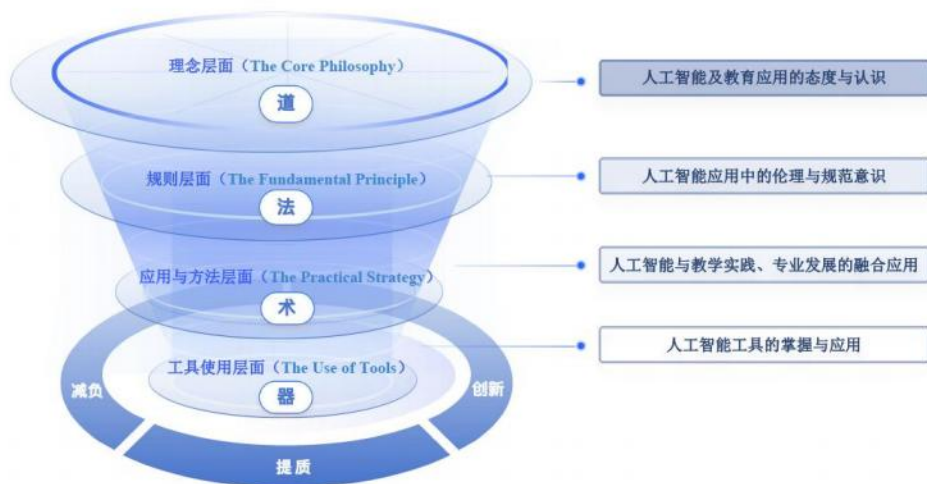 理念层面（The Core Philosophy）
道
人工智能及教育应用的态度与认识
规则层面（The Fundamental Principle）
法
人工智能应用中的伦理与规范意识
应用与方法层面（The Practical Strategy）
术
人工智能与教学实践、专业发展的融合应用
工具使用层面（The Use of Tools）
器
人工智能工具的掌握与应用
减负
提质
创新